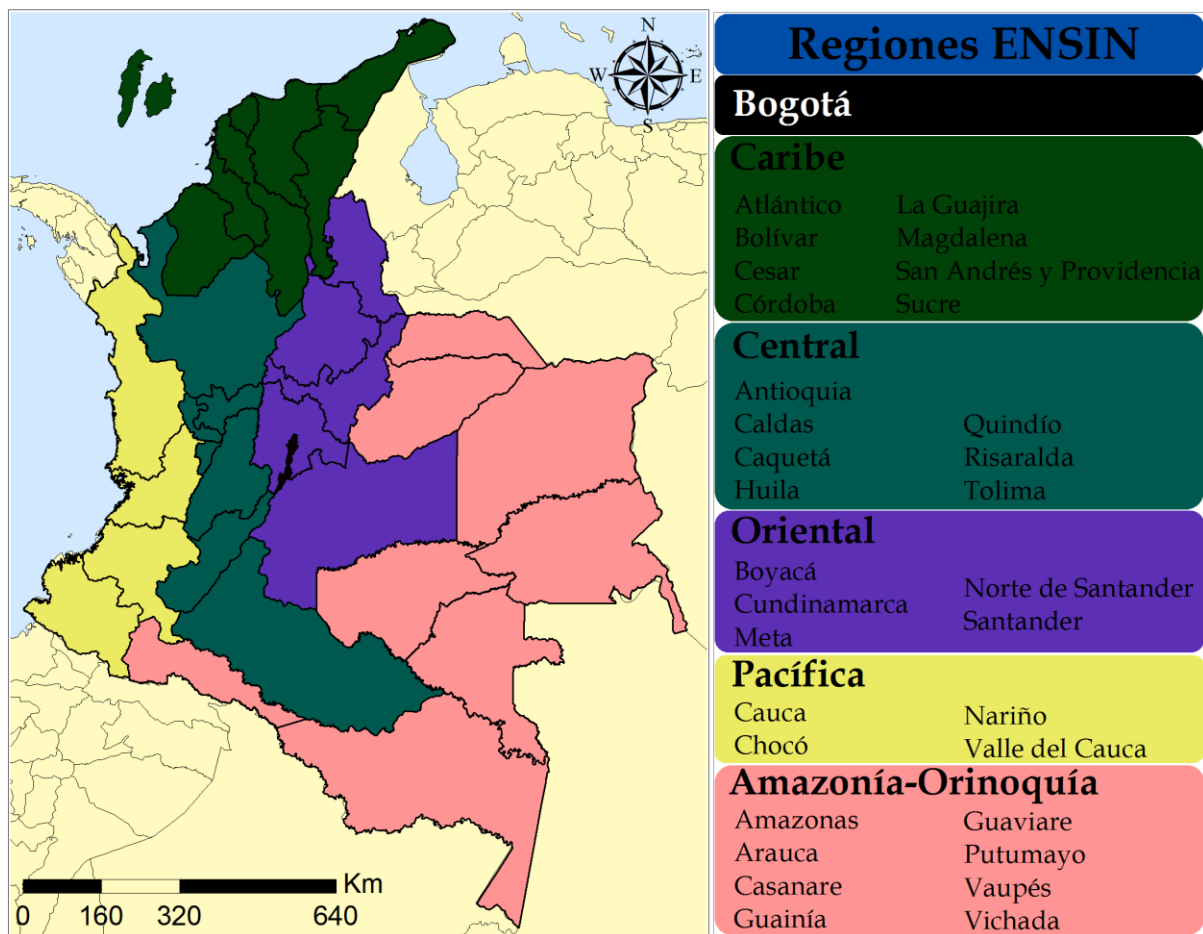 N
W E
S
Km
0 160 320 640
Regiones ENSIN
Bogotá
Caribe
Atlántico La Guajira
Bolívar Magdalena
Cesar San Andrés y Providencia
Córdoba Sucre
Central
Antioquia
Caldas Quindío
Caquetá Risaralda
Huila Tolima
Oriental
Boyacá
Cundinamarca Norte de Santander
Meta Santander
Pacífica
Cauca Nariño
Chocó Valle del Cauca
Amazonía-Orinoquía
Amazonas Guaviare
Arauca Putumayo
Casanare Vaupés
Guainía Vichada